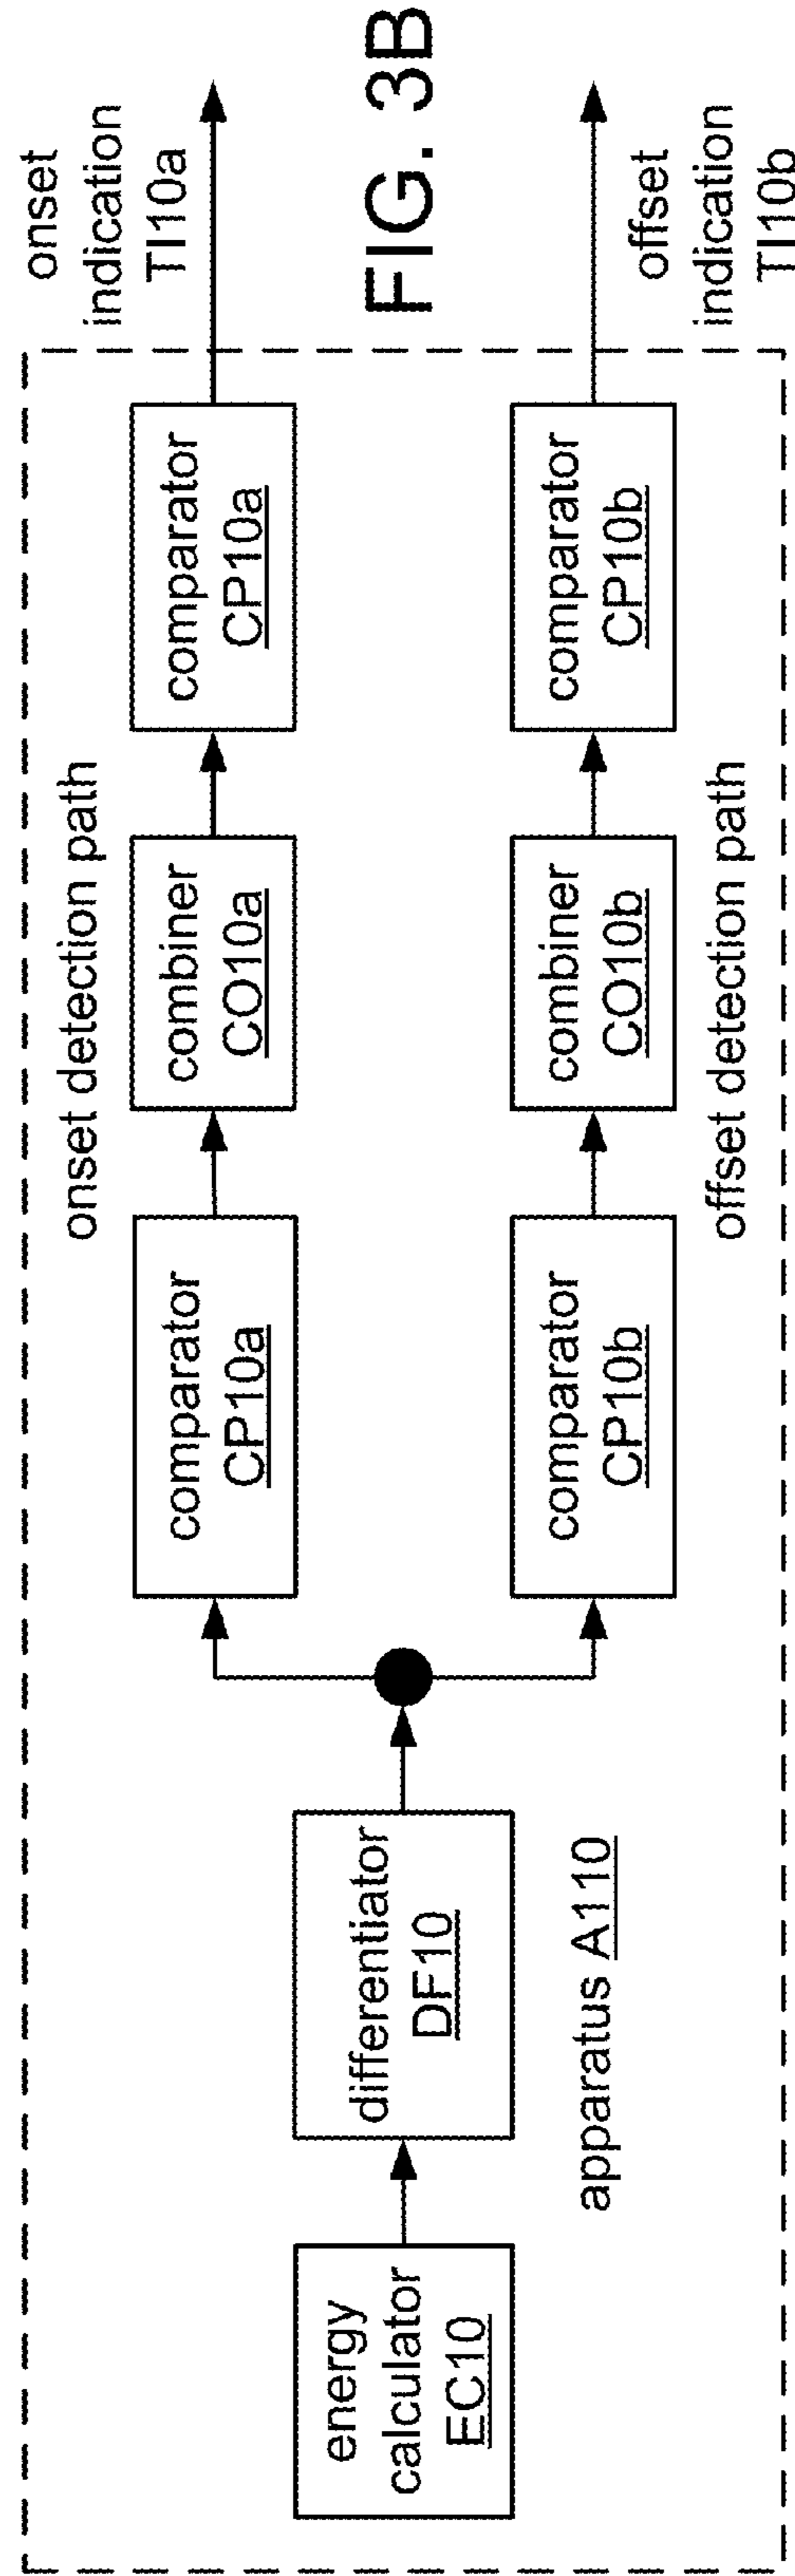 energy
calculator
EC10
differentiator
DF10
apparatus A110
onset detection path
comparator
CP10a
combiner
CO10a
comparator
CP10a
onset
indication
TI10a
comparator
CP10b
combiner
CO10b
comparator
CP10b
offset detection path
offset
indication
TI10b
FIG. 3B